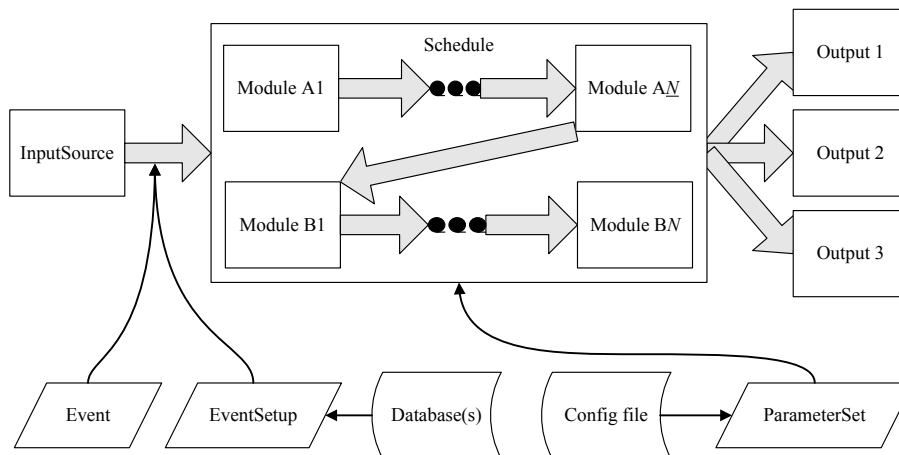 Schedule
Output 1
Module A1
Module AN
InputSource
Output 2
Module B1
Module BN
Output 3
Event
EventSetup
Database(s)
Config file
ParameterSet